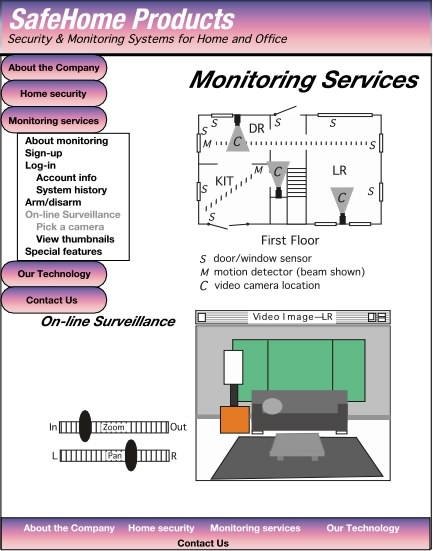 SafeHome Products
Security & Monitoring Systems for Home and Office
About the Company
Home security
Monitoring services
About monitoring
Sign-up
Log-in
Account info
System history
Arm/disarm
On-line Surveillance
Pick a camera
View thumbnails
Special features
Our Technology
Contact Us
Monitoring Services
S
S
S
S
DR
C
M
S
S
KIT
M
C
LR
S
S
C
S
First Floor
S door/window sensor
M motion detector (beam shown)
C video camera location
On-line Surveillance
Video Image—LR
In Zoom Out
L Pan R
About the Company Home security Monitoring services Our Technology
Contact Us